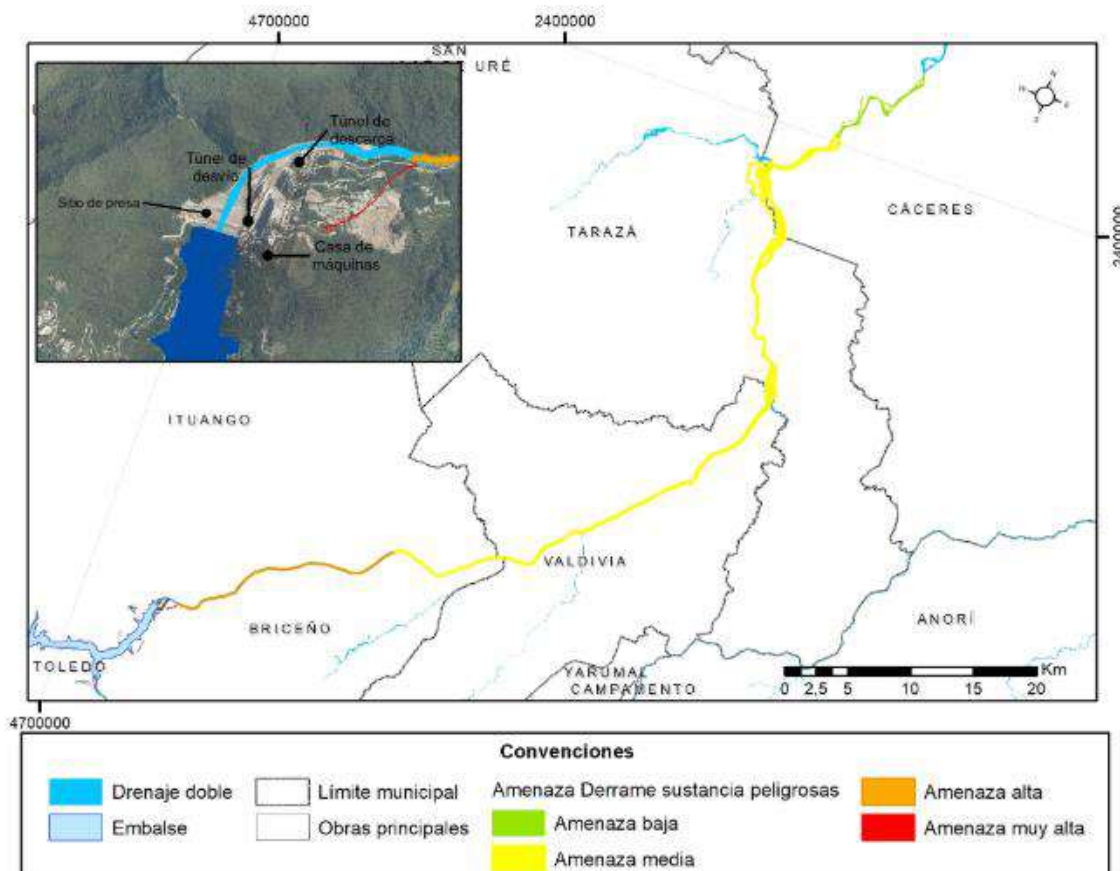 4700000
2400000
SAN
DE URÉ
Túnel de
descarga
Túnel de
desvío
Sitio de presa
Casa de
máquinas
N
E
S
TARAZÁ
CÁCERES
2400000
ITUANGO
VALDIVIA
BRICEÑO
ANORÍ
TOLEDO
YARUMAL
CAMPAMENTO
Km
0 2,5 5 10 15 20
4700000
Convenciones
Drenaje doble
Límite municipal
Amenaza Derrame sustancia peligrosas
Amenaza alta
Embalse
Obras principales
Amenaza baja
Amenaza muy alta
Amenaza media